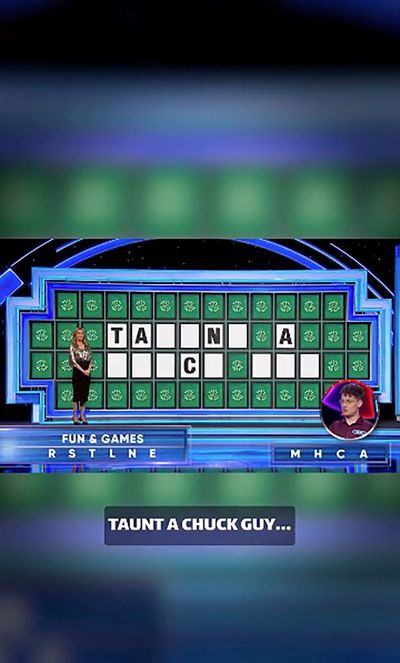 TA N A
C
FUN & GAMES
R S T L N E
M H C A
TAUNT A CHUCK GUY...